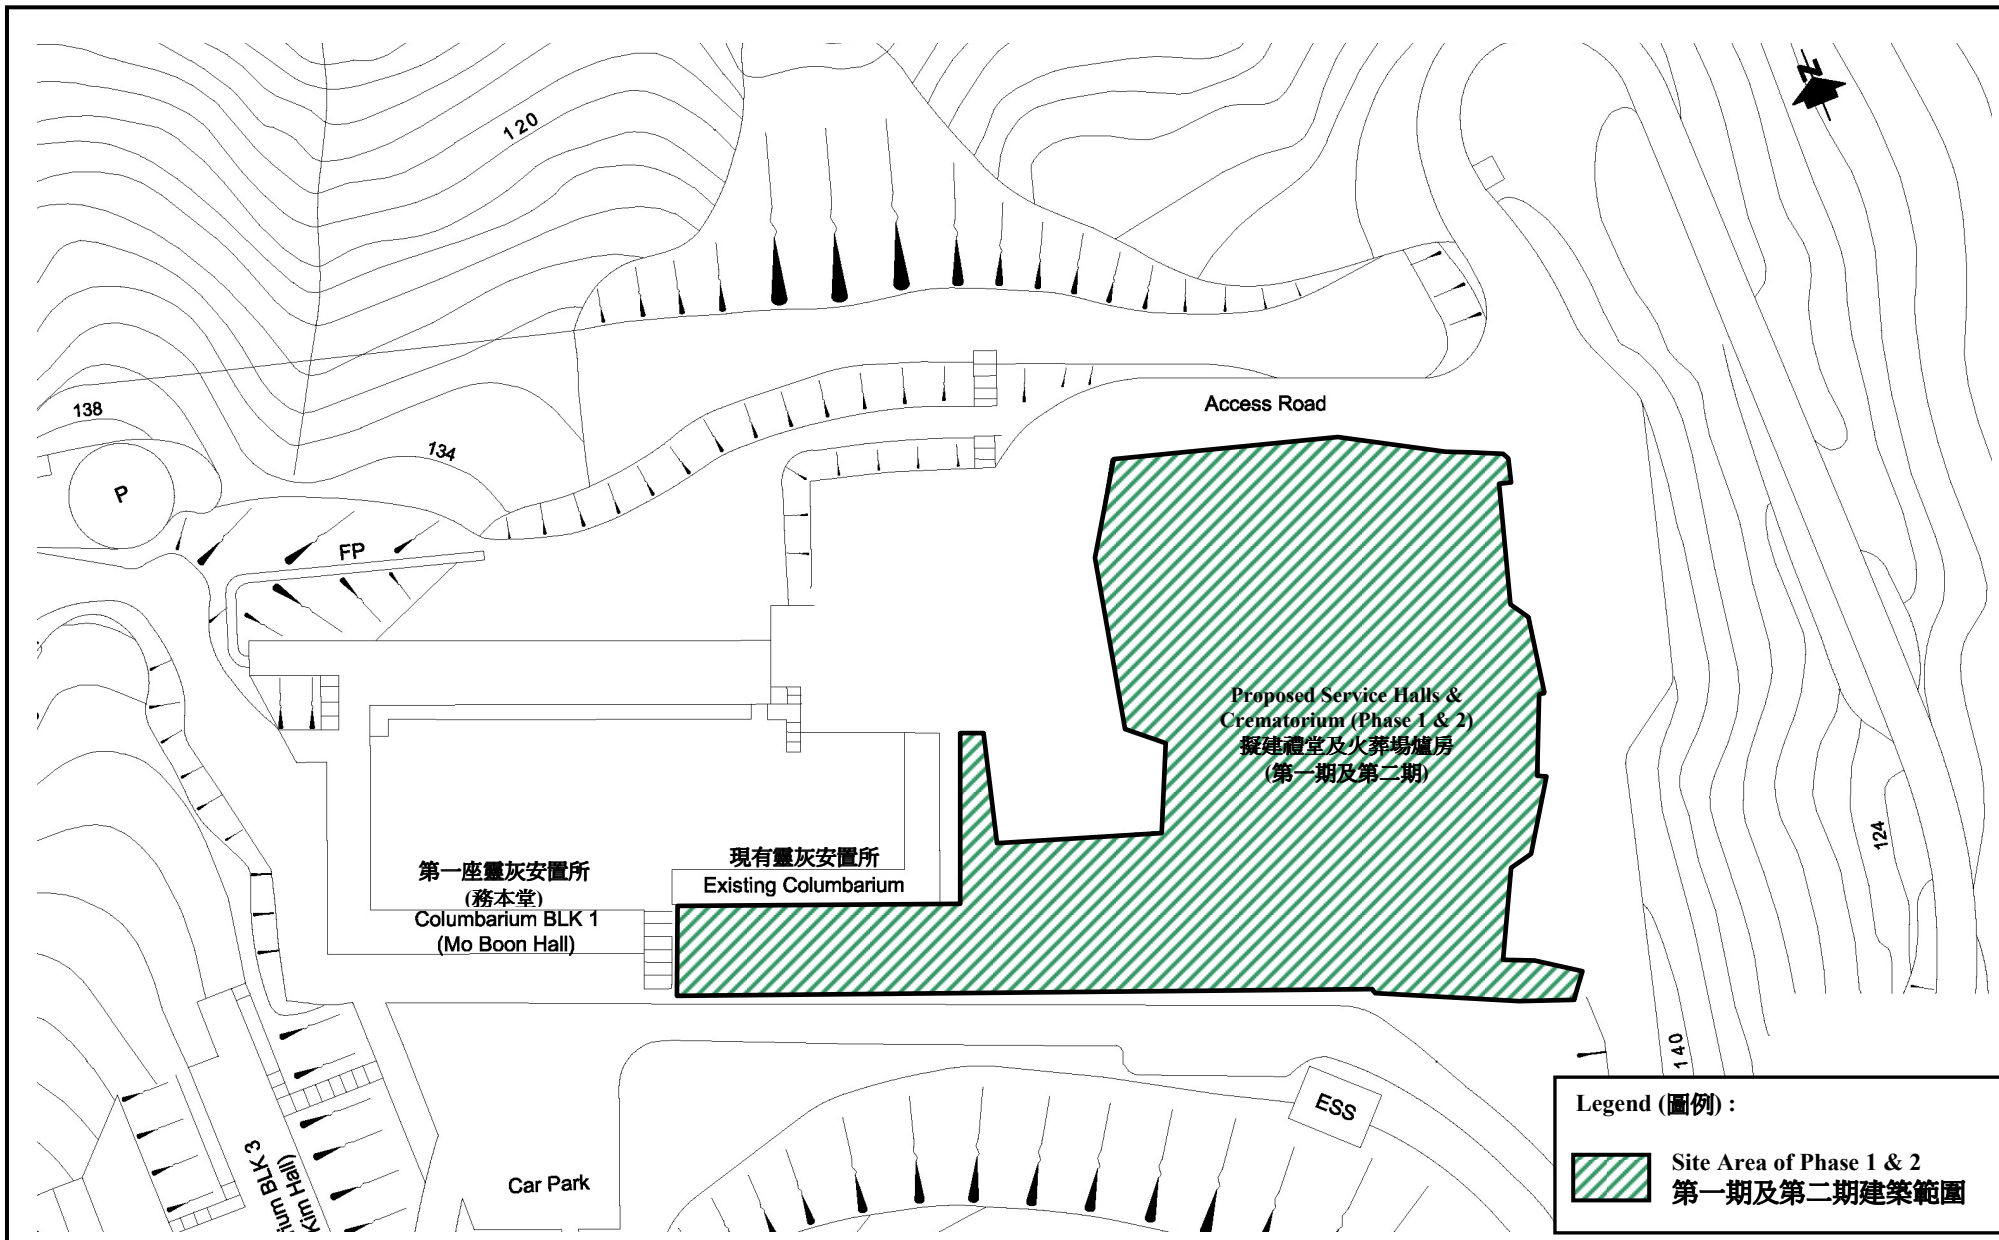 N
120
138
134
P
FP
Access Road
Proposed Service Halls &
Crematorium (Phase 1 & 2)
擬建禮堂及火葬場爐房
(第一期及第二期)
現有靈灰安置所
Existing Columbarium
第一座靈灰安置所
(務本堂)
Columbarium BLK 1
(Mo Boon Hall)
124
140
ESS
Car Park
BLK 3
Kim Hall)
Legend (圖例) :
Site Area of Phase 1 & 2
第一期及第二期建築範圍